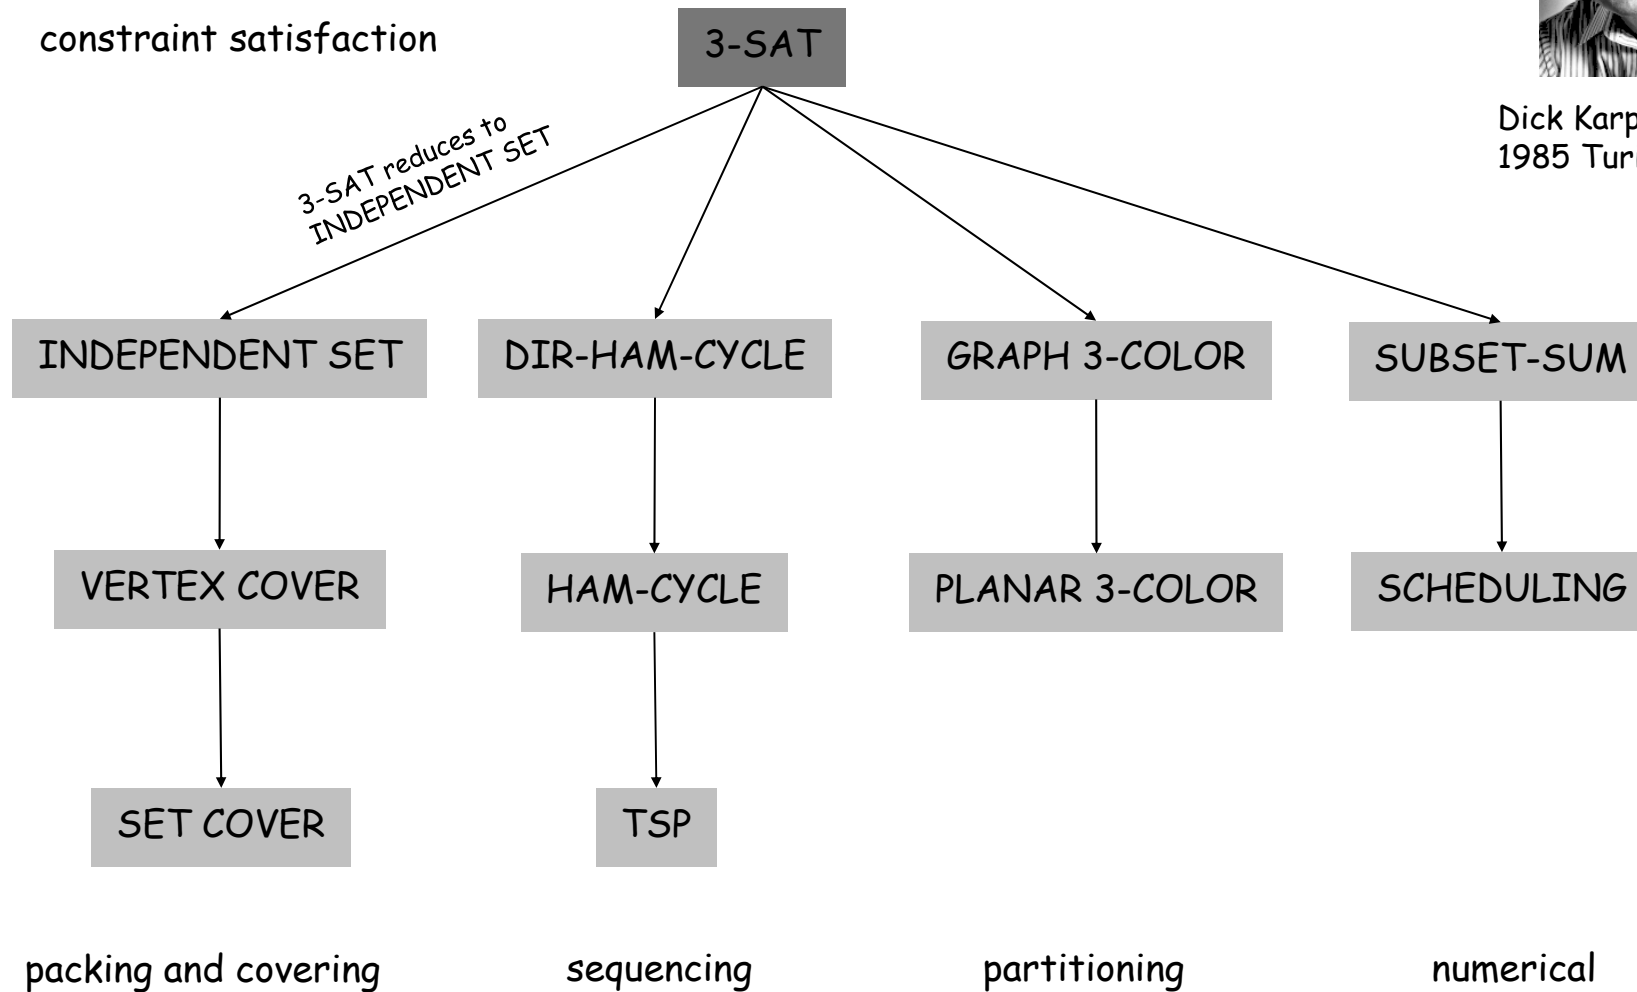 constraint satisfaction
3-SAT
Dick Karp
1985
3-SAT reduces to
INDEPENDENT SET
INDEPENDENT SET
DIR-HAM-CYCLE
GRAPH 3-COLOR
SUBSET-SUM
VERTEX COVER
HAM-CYCLE
PLANAR 3-COLOR
SCHEDULING
SET COVER
TSP
packing and covering
sequencing
partitioning
numerical